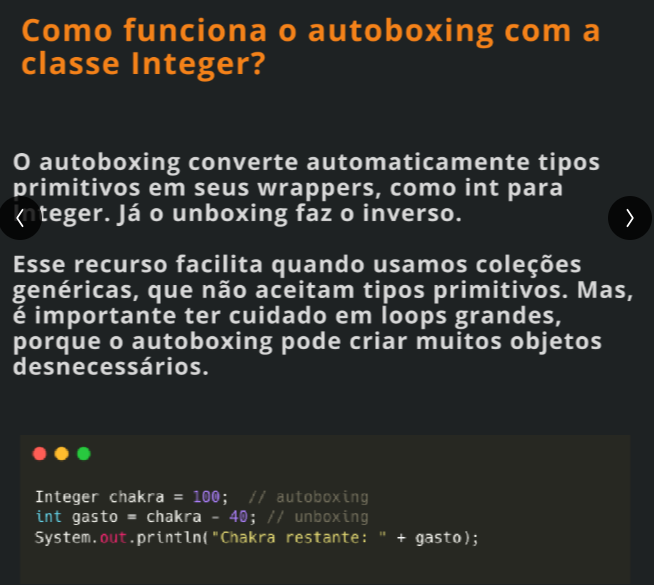 Como funciona o autoboxing com a
classe Integer?
O autoboxing converte automaticamente tipos
primitivos em seus wrappers, como int para
Integer. Já o unboxing faz o inverso.
Esse recurso facilita quando usamos coleções
genéricas, que não aceitam tipos primitivos. Mas,
é importante ter cuidado em loops grandes,
porque o autoboxing pode criar muitos objetos
desnecessários.
Integer chakra = 100;  // autoboxing
int gasto = chakra - 40; // unboxing
System.out.println("Chakra restante: " + gasto);